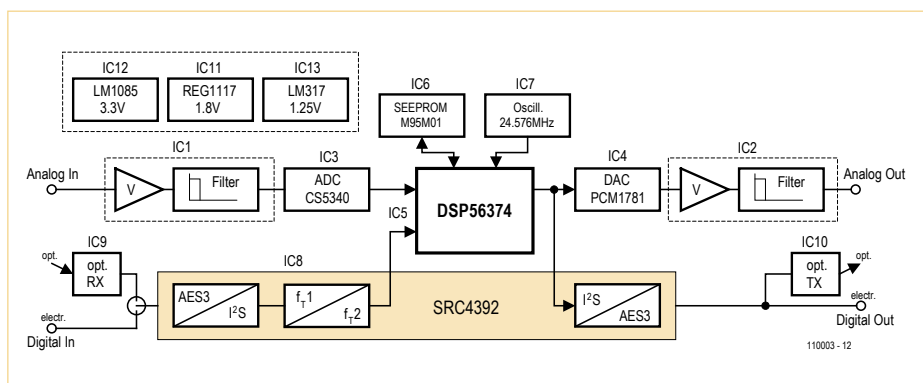 IC12
LM1085
3.3V
IC11
REG1117
1.8V
IC13
LM317
1.25V
IC6
SEEPROM
M95M01
IC7
Oscill.
24.576MHz
IC1
Analog In
V
Filter
IC3
ADC
CS5340
DSP56374
IC5
IC4
DAC
PCM1781
IC2
V
Filter
Analog Out
IC9
opt.
opt.
RX
electr.
Digital In
IC8
AES3
I²S
fT1
fT2
SRC4392
I²S
AES3
IC10
opt.
TX
opt.
electr.
Digital Out
110003 - 12